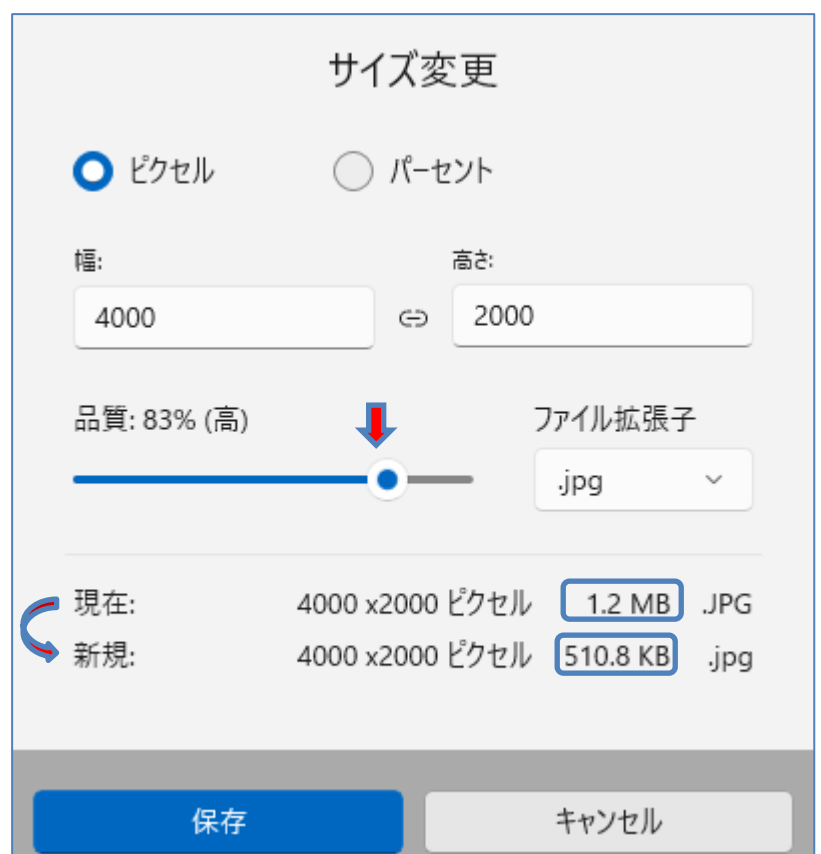 サイズ変更
ピクセル パーセント
幅: 高さ:
4000 2000
品質: 83% (高) ファイル拡張子
.jpg
現在: 4000 x2000 ピクセル 1.2 MB .JPG
新規: 4000 x2000 ピクセル 510.8 KB .jpg
保存 キャンセル